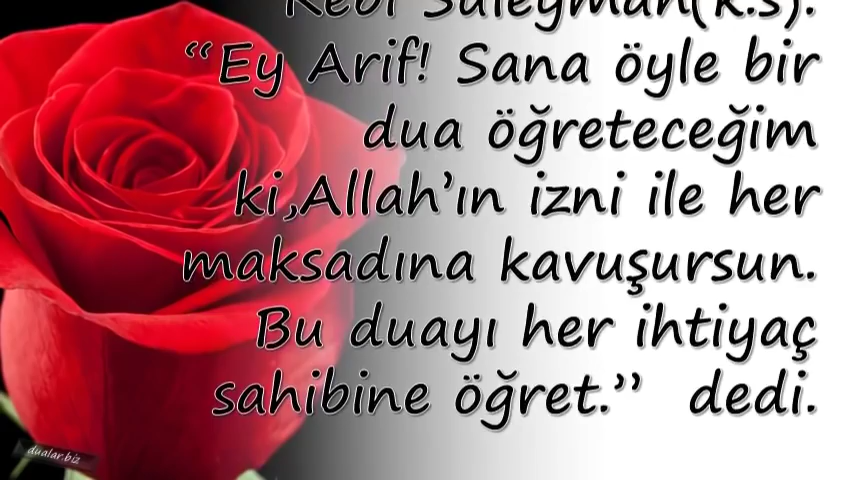 Süleyman(k.s):
“Ey Arif! Sana öyle bir
dua öğreteceğim
ki,Allah’ın izni ile her
maksadına kavuşursun.
Bu duayı her ihtiyaç
sahibine öğret.” dedi.
dualar.biz